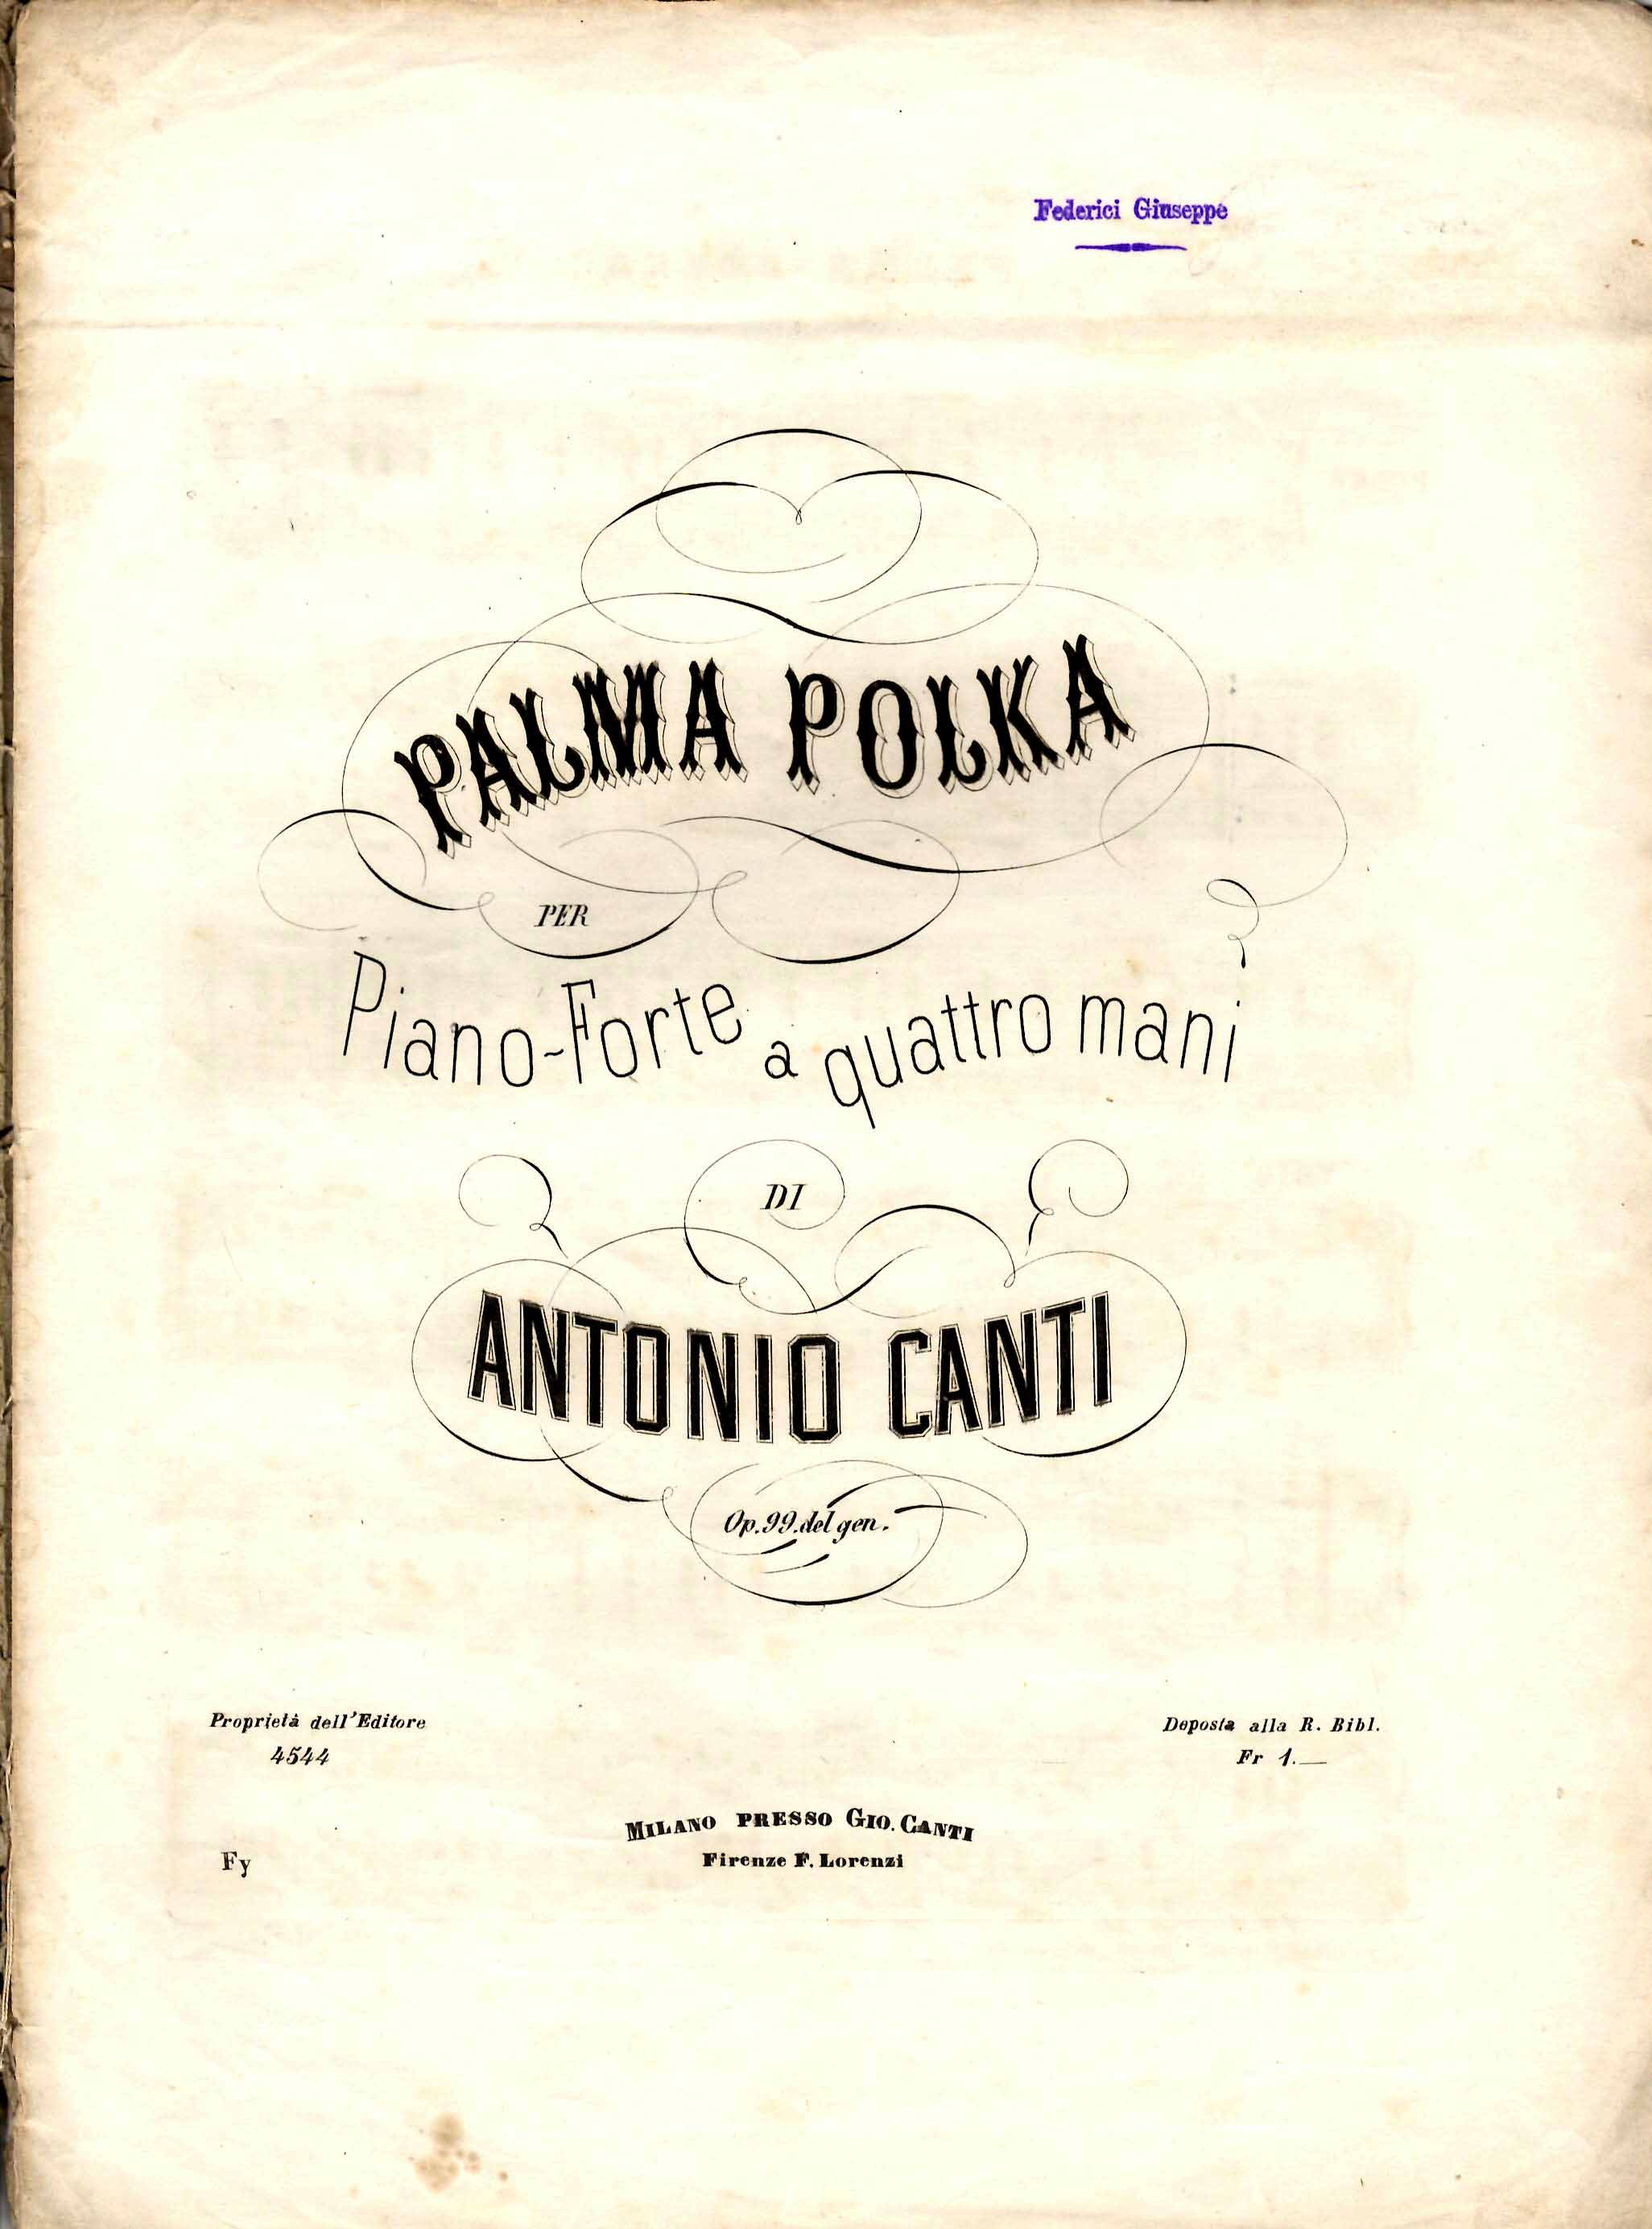 Federici Giuseppe
PALMA POLKA
PER
Piano-Forte a quattro mani
DI
ANTONIO CANTI
Op. 99. del gen.
Proprietà dell'Editore
4544
Deposta alla R. Bibl.
Fr 1.—
MILANO PRESSO GIO. CANTI
Firenze F. Lorenzi
Fy